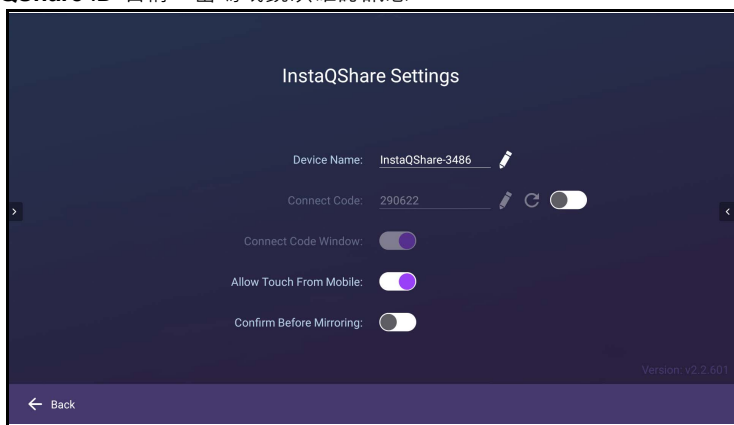 InstaQShare Settings
Device Name: InstaQShare-3486
Connect Code: 290622
Connect Code Window:
Allow Touch From Mobile:
Confirm Before Mirroring:
Version: v2.2.601
Back